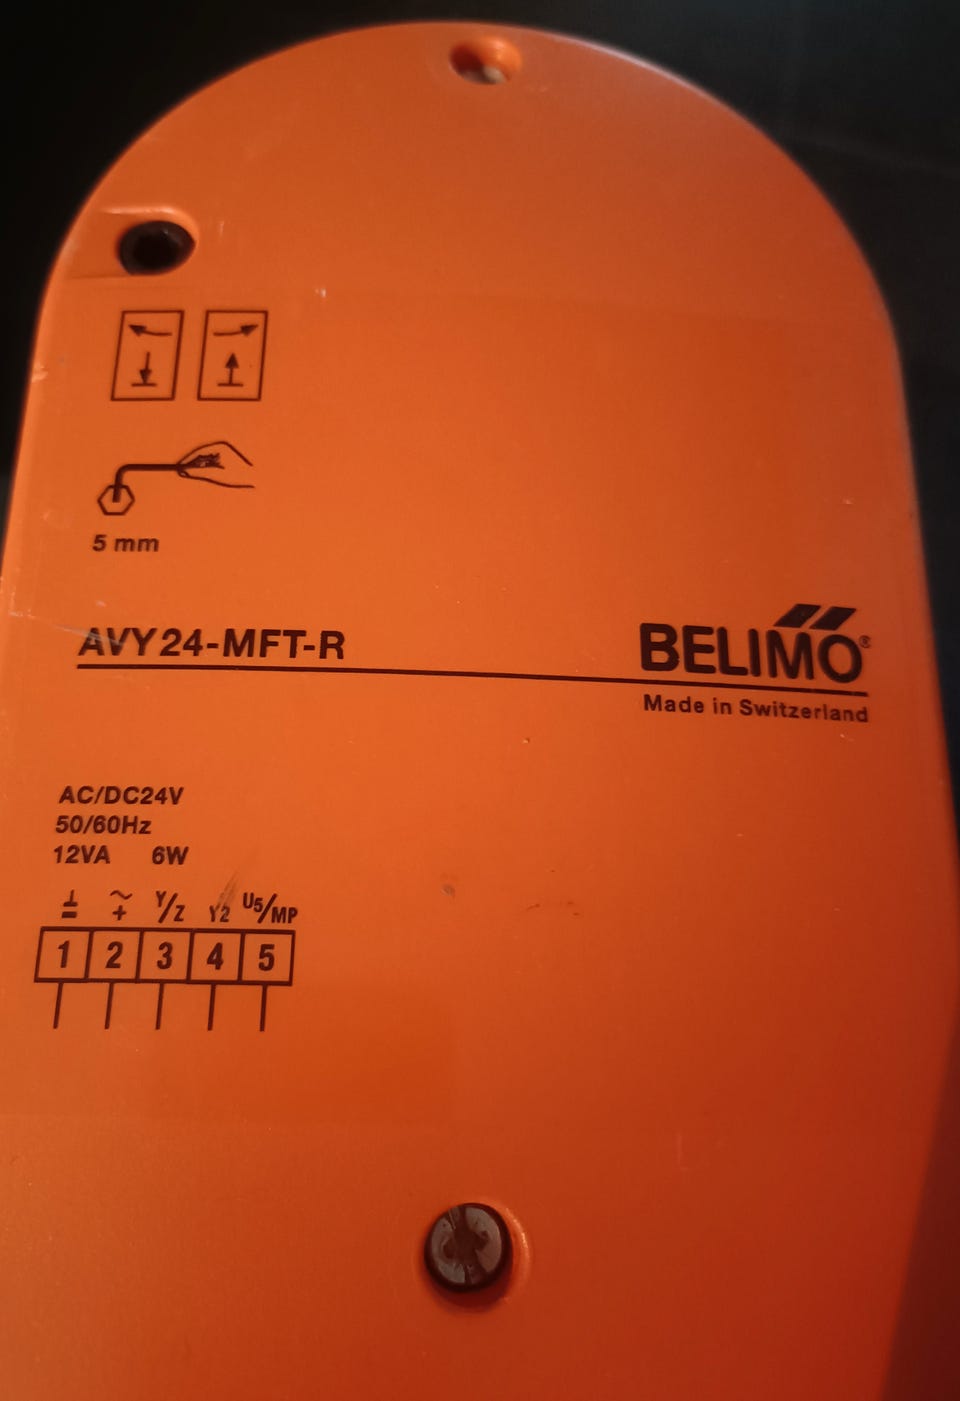 5 mm
AVY24-MFT-R
BELIMO®
Made in Switzerland
AC/DC24V
50/60Hz
12VA 6W
⊥ ~ Y/Z Y2 U5/MP
= +
1 2 3 4 5